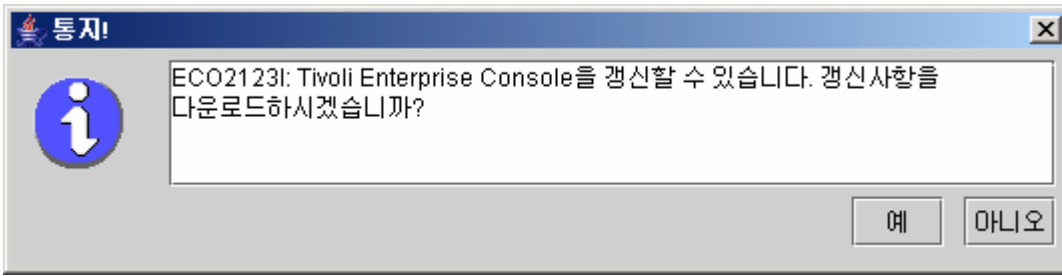 통지!
ECO2123I: Tivoli Enterprise Console을 갱신할 수 있습니다. 갱신사항을
다운로드하시겠습니까?
예 아니오